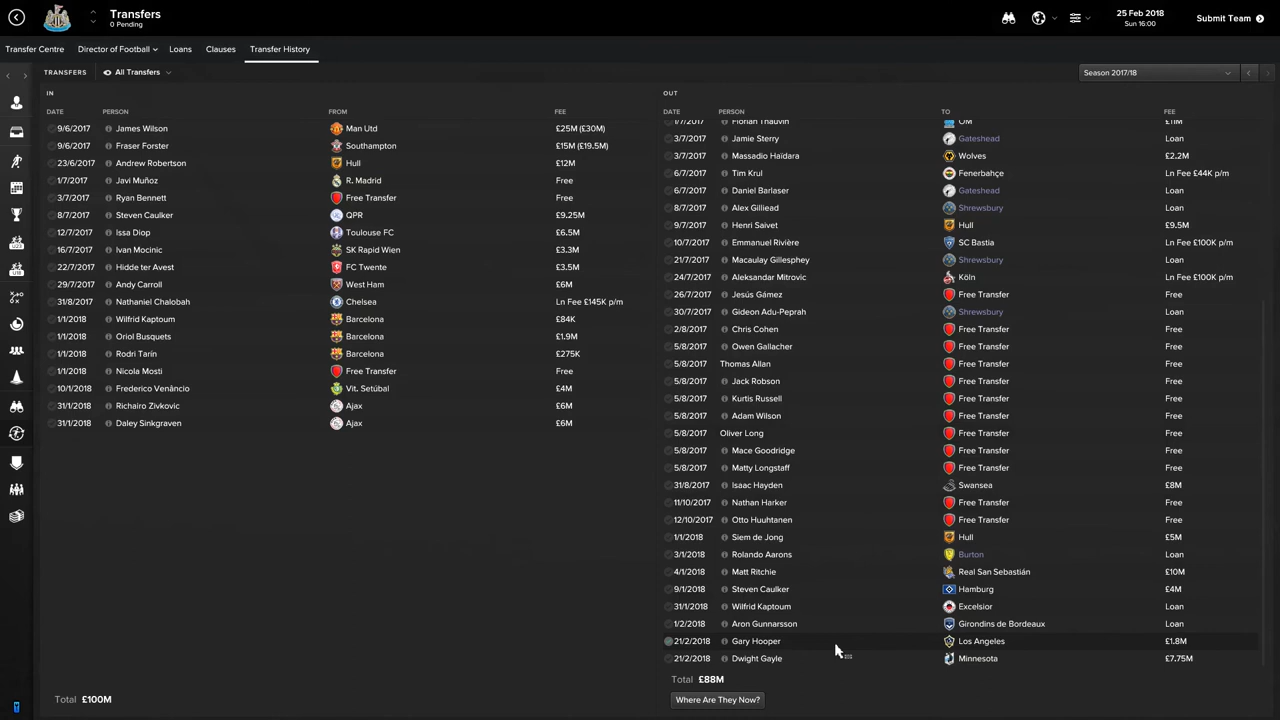 Transfers
0 Pending
25 Feb 2018
Sun 16:00
Submit Team
Transfer Centre Director of Football Loans Clauses Transfer History
TRANSFERS All Transfers Season 2017/18
IN
DATE PERSON FROM FEE
9/6/2017 James Wilson Man Utd £25M (£30M)
9/6/2017 Fraser Forster Southampton £15M (£19.5M)
23/6/2017 Andrew Robertson Hull £12M
1/7/2017 Javi Muñoz R. Madrid Free
3/7/2017 Ryan Bennett Free Transfer Free
8/7/2017 Steven Caulker QPR £9.25M
12/7/2017 Issa Diop Toulouse FC £6.5M
16/7/2017 Ivan Mocinic SK Rapid Wien £3.3M
22/7/2017 Hidde ter Avest FC Twente £3.5M
29/7/2017 Andy Carroll West Ham £6M
31/8/2017 Nathaniel Chalobah Chelsea Ln Fee £145K p/m
1/1/2018 Wilfrid Kaptoum Barcelona £84K
1/1/2018 Oriol Busquets Barcelona £1.9M
1/1/2018 Rodri Tarín Barcelona £275K
1/1/2018 Nicola Mosti Free Transfer Free
10/1/2018 Frederico Venâncio Vit. Setúbal £4M
31/1/2018 Richairo Zivkovic Ajax £6M
31/1/2018 Daley Sinkgraven Ajax £6M
Total £100M
OUT
DATE PERSON TO FEE
1/7/2017 Florian Thauvin OM £11M
3/7/2017 Jamie Sterry Gateshead Loan
3/7/2017 Massadio Haïdara Wolves £2.2M
6/7/2017 Tim Krul Fenerbahçe Ln Fee £44K p/m
6/7/2017 Daniel Barlaser Gateshead Loan
8/7/2017 Alex Gilliead Shrewsbury Loan
9/7/2017 Henri Saivet Hull £9.5M
10/7/2017 Emmanuel Rivière SC Bastia Ln Fee £100K p/m
21/7/2017 Macaulay Gillesphey Shrewsbury Loan
24/7/2017 Aleksandar Mitrovic Köln Ln Fee £100K p/m
26/7/2017 Jesús Gámez Free Transfer Free
30/7/2017 Gideon Adu-Peprah Shrewsbury Loan
2/8/2017 Chris Cohen Free Transfer Free
5/8/2017 Owen Gallacher Free Transfer Free
5/8/2017 Thomas Allan Free Transfer Free
5/8/2017 Jack Robson Free Transfer Free
5/8/2017 Kurtis Russell Free Transfer Free
5/8/2017 Adam Wilson Free Transfer Free
5/8/2017 Oliver Long Free Transfer Free
5/8/2017 Mace Goodridge Free Transfer Free
5/8/2017 Matty Longstaff Free Transfer Free
31/8/2017 Isaac Hayden Swansea £8M
11/10/2017 Nathan Harker Free Transfer Free
12/10/2017 Otto Huuhtanen Free Transfer Free
1/1/2018 Siem de Jong Hull £5M
3/1/2018 Rolando Aarons Burton Loan
4/1/2018 Matt Ritchie Real San Sebastián £10M
9/1/2018 Steven Caulker Hamburg £4M
31/1/2018 Wilfrid Kaptoum Excelsior Loan
1/2/2018 Aron Gunnarsson Girondins de Bordeaux Loan
21/2/2018 Gary Hooper Los Angeles £1.8M
21/2/2018 Dwight Gayle Minnesota £7.75M
Total £88M
Where Are They Now?